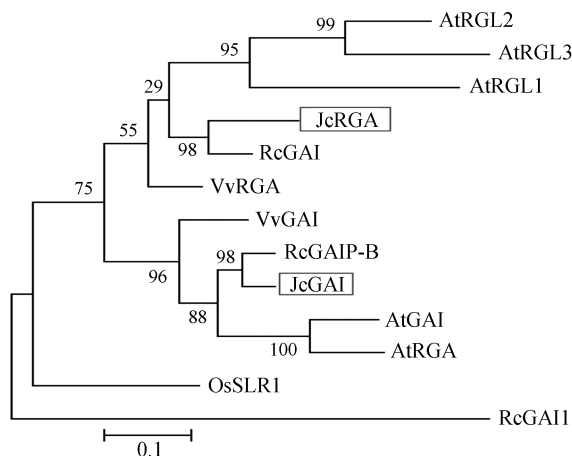 AtRGL2
99
AtRGL3
95
AtRGL1
29
JcRGA
98
RcGAI
55
VvRGA
75
VvGAI
98
RcGAIP-B
96
JcGAI
88
AtGAI
100
AtRGA
OsSLR1
RcGAI1
0.1